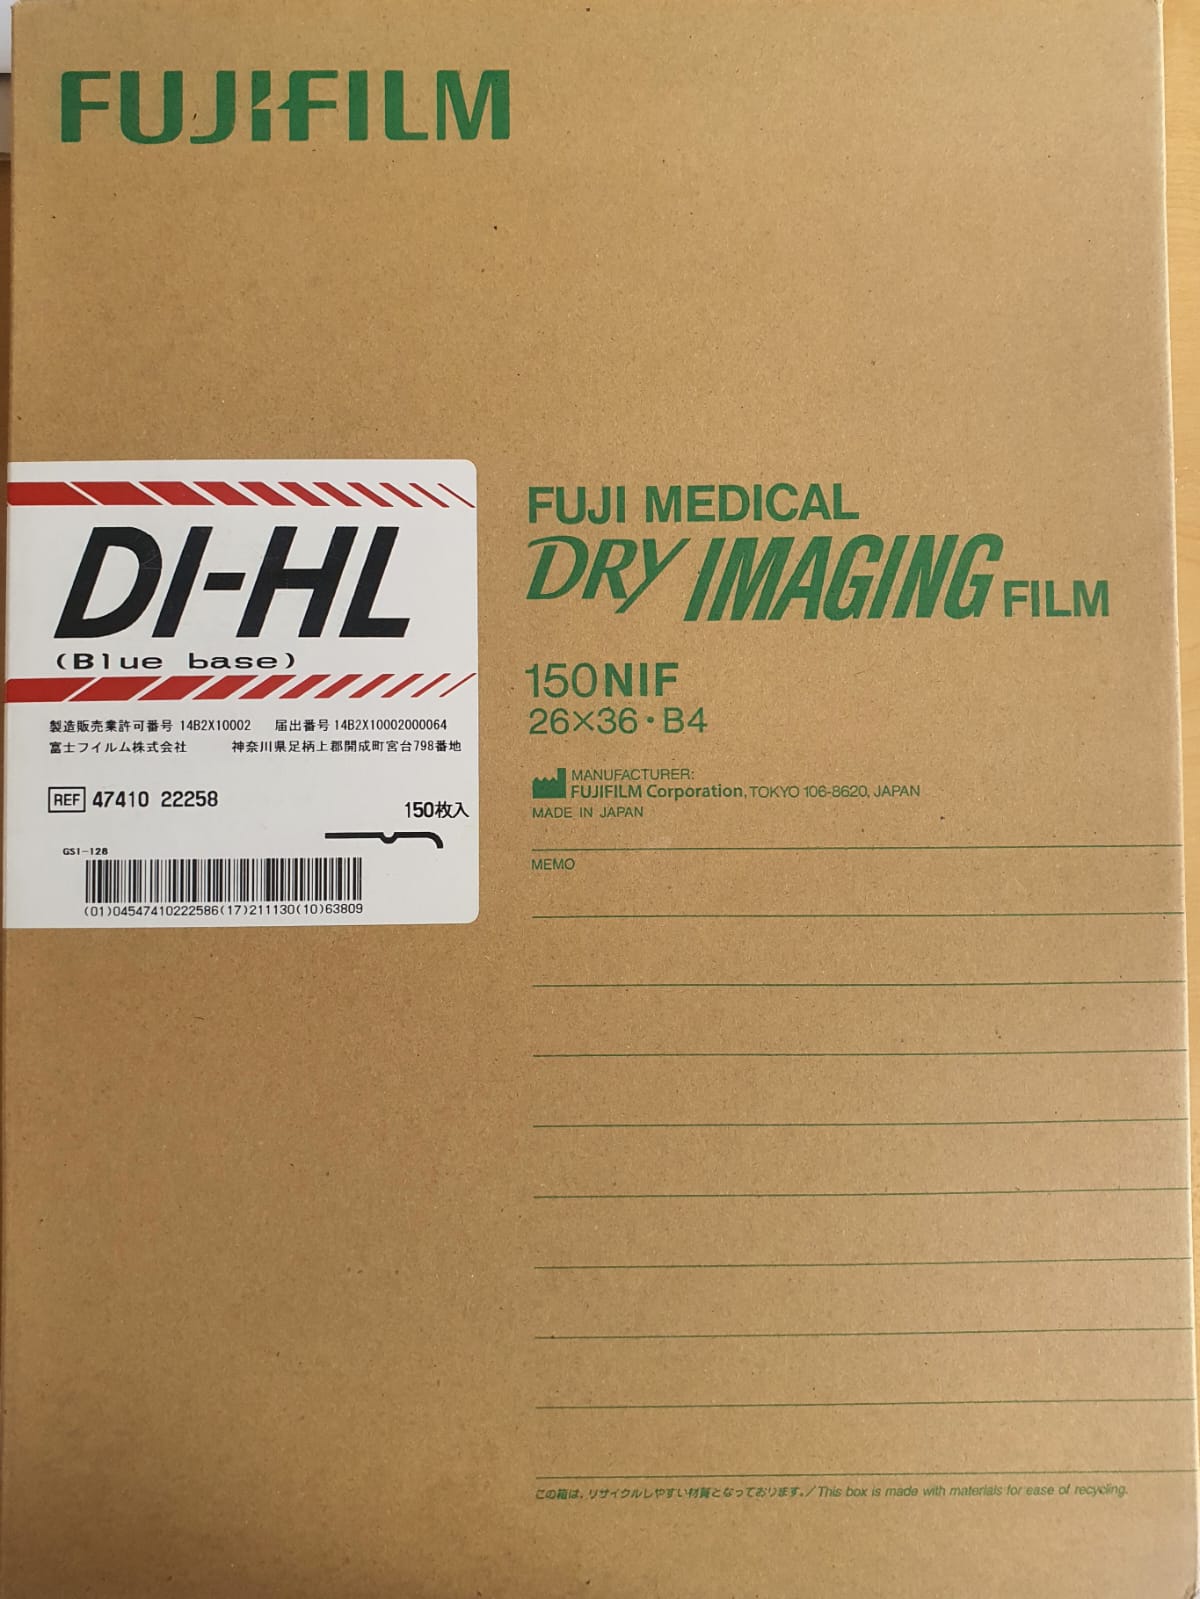 FUJIFILM
DI-HL
(Blue base)
製造販売業許可番号 14B2X10002 届出番号 14B2X10002000064
富士フイルム株式会社 神奈川県足柄上郡開成町宮台798番地
REF 47410 22258
150枚入
GS1-128
(01)04547410222586(17)211130(10)63809
FUJI MEDICAL
DRY IMAGING FILM
150NIF
26×36・B4
MANUFACTURER:
FUJIFILM Corporation, TOKYO 106-8620, JAPAN
MADE IN JAPAN
MEMO
この箱は、リサイクルしやすい材質となっております。/This box is made with materials for ease of recycling.